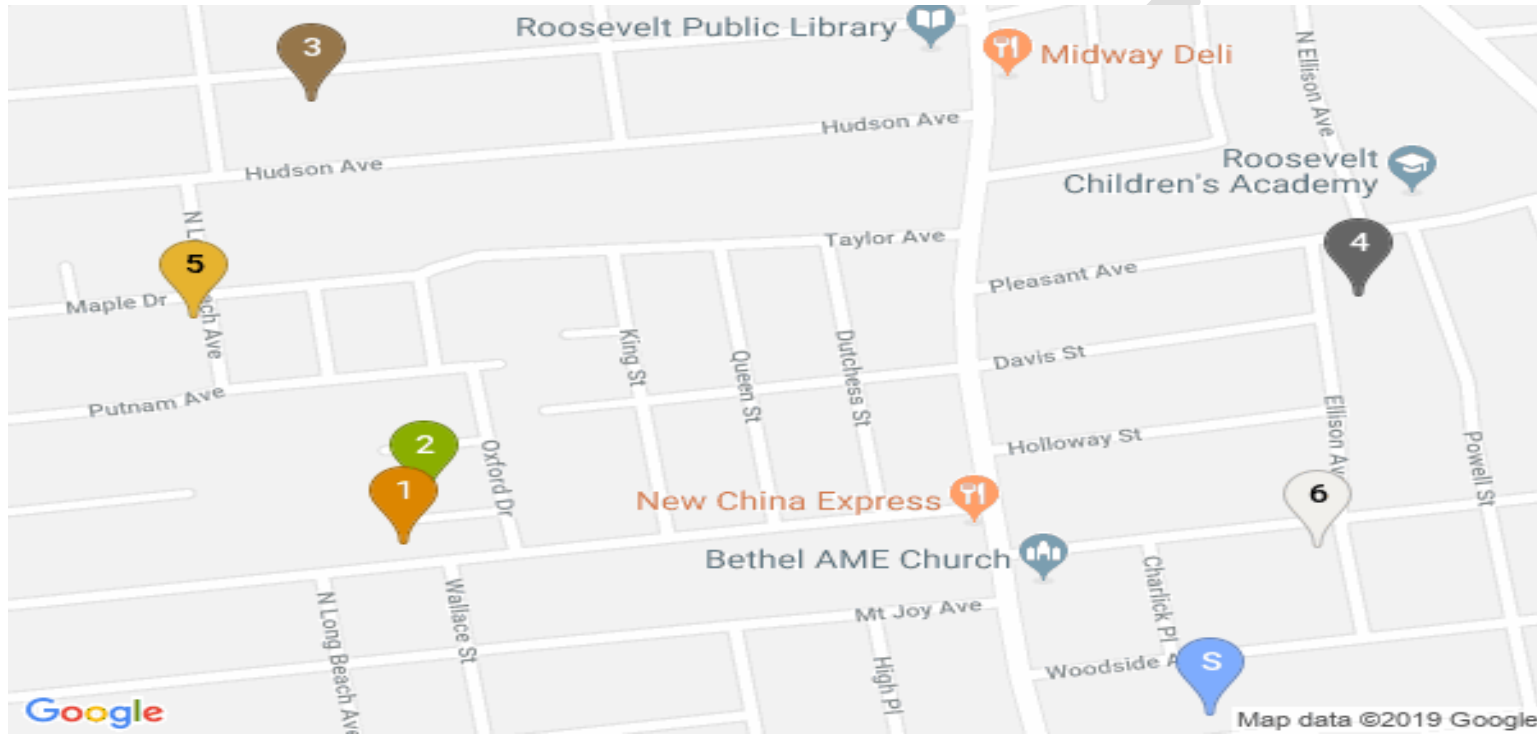 3
Roosevelt Public Library
Midway Deli
N Ellison Ave
Hudson Ave
Hudson Ave
Roosevelt
Children's Academy
N L
ach Ave
5
Maple Dr
Taylor Ave
4
Pleasant Ave
King St
Queen St
Dutchess St
Davis St
Putnam Ave
Ellison Av
2
Oxford Dr
Holloway St
Powell St
1
New China Express
6
Bethel AME Church
N Long Beach Ave
Wallace St
Mt Joy Ave
Charlick Pl
High Pl
Woodside A
S
Google
Map data ©2019 Google